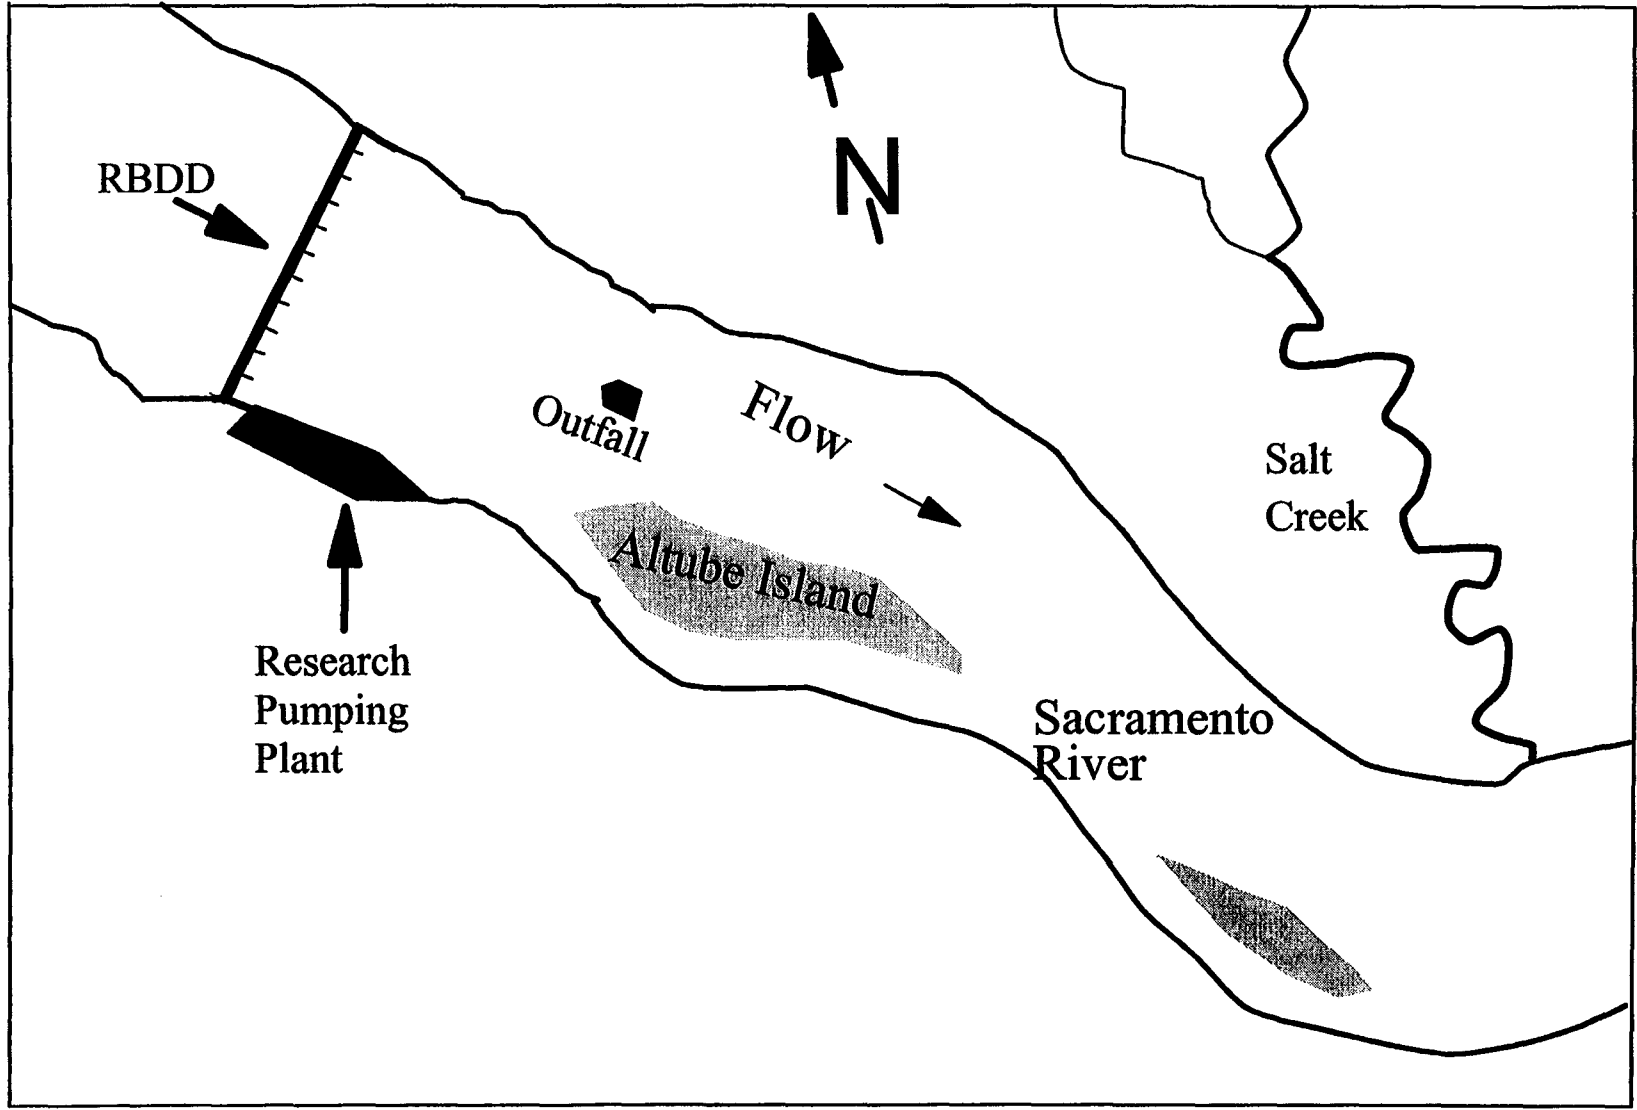 N
RBDD
Outfall
Flow
Salt
Creek
Altube Island
Research
Pumping
Plant
Sacramento
River